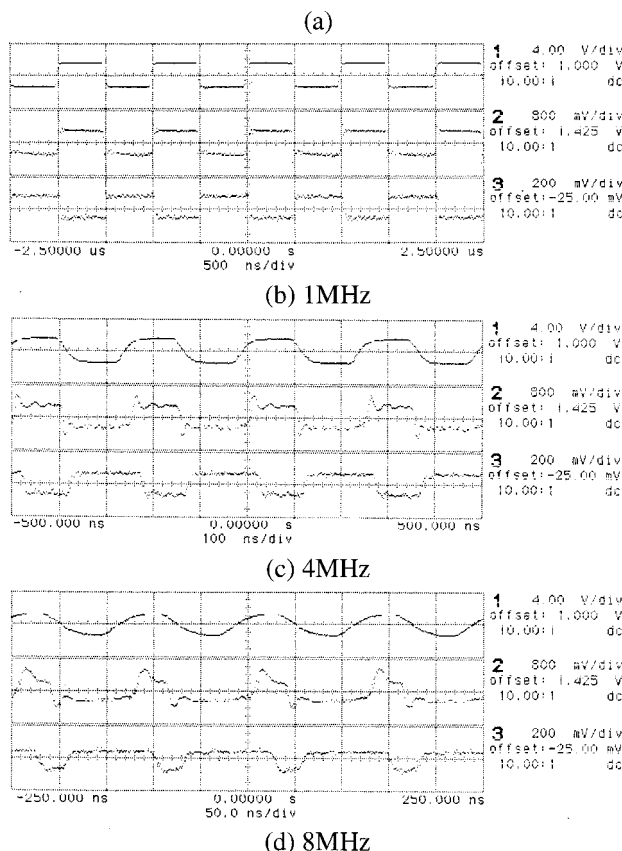 (a)
1 4.00 V/div
offset: 1.000 V
10.00:1 dc
2 800 mV/div
offset: 1.425 V
10.00:1 dc
3 200 mV/div
offset:-25.00 mV
10.00:1 dc
-2.50000 us 0.00000 s 2.50000 us
500 ns/div
(b) 1MHz
1 4.00 V/div
offset: 1.000 V
10.00:1 dc
2 800 mV/div
offset: 1.425 V
10.00:1 dc
3 200 mV/div
offset:-25.00 mV
10.00:1 dc
-500.000 ns 0.00000 s 500.000 ns
100 ns/div
(c) 4MHz
1 4.00 V/div
offset: 1.000 V
10.00:1 dc
2 800 mV/div
offset: 1.425 V
10.00:1 dc
3 200 mV/div
offset:-25.00 mV
10.00:1 dc
-250.000 ns 0.00000 s 250.000 ns
50.0 ns/div
(d) 8MHz